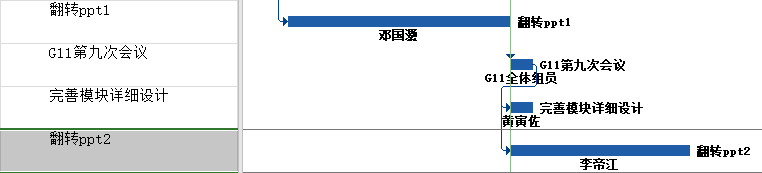 翻转ppt1
翻转ppt1
邓国灏
G11第九次会议
G11第九次会议
G11全体组员
完善模块详细设计
完善模块详细设计
黄寅佐
翻转ppt2
翻转ppt2
李帝江